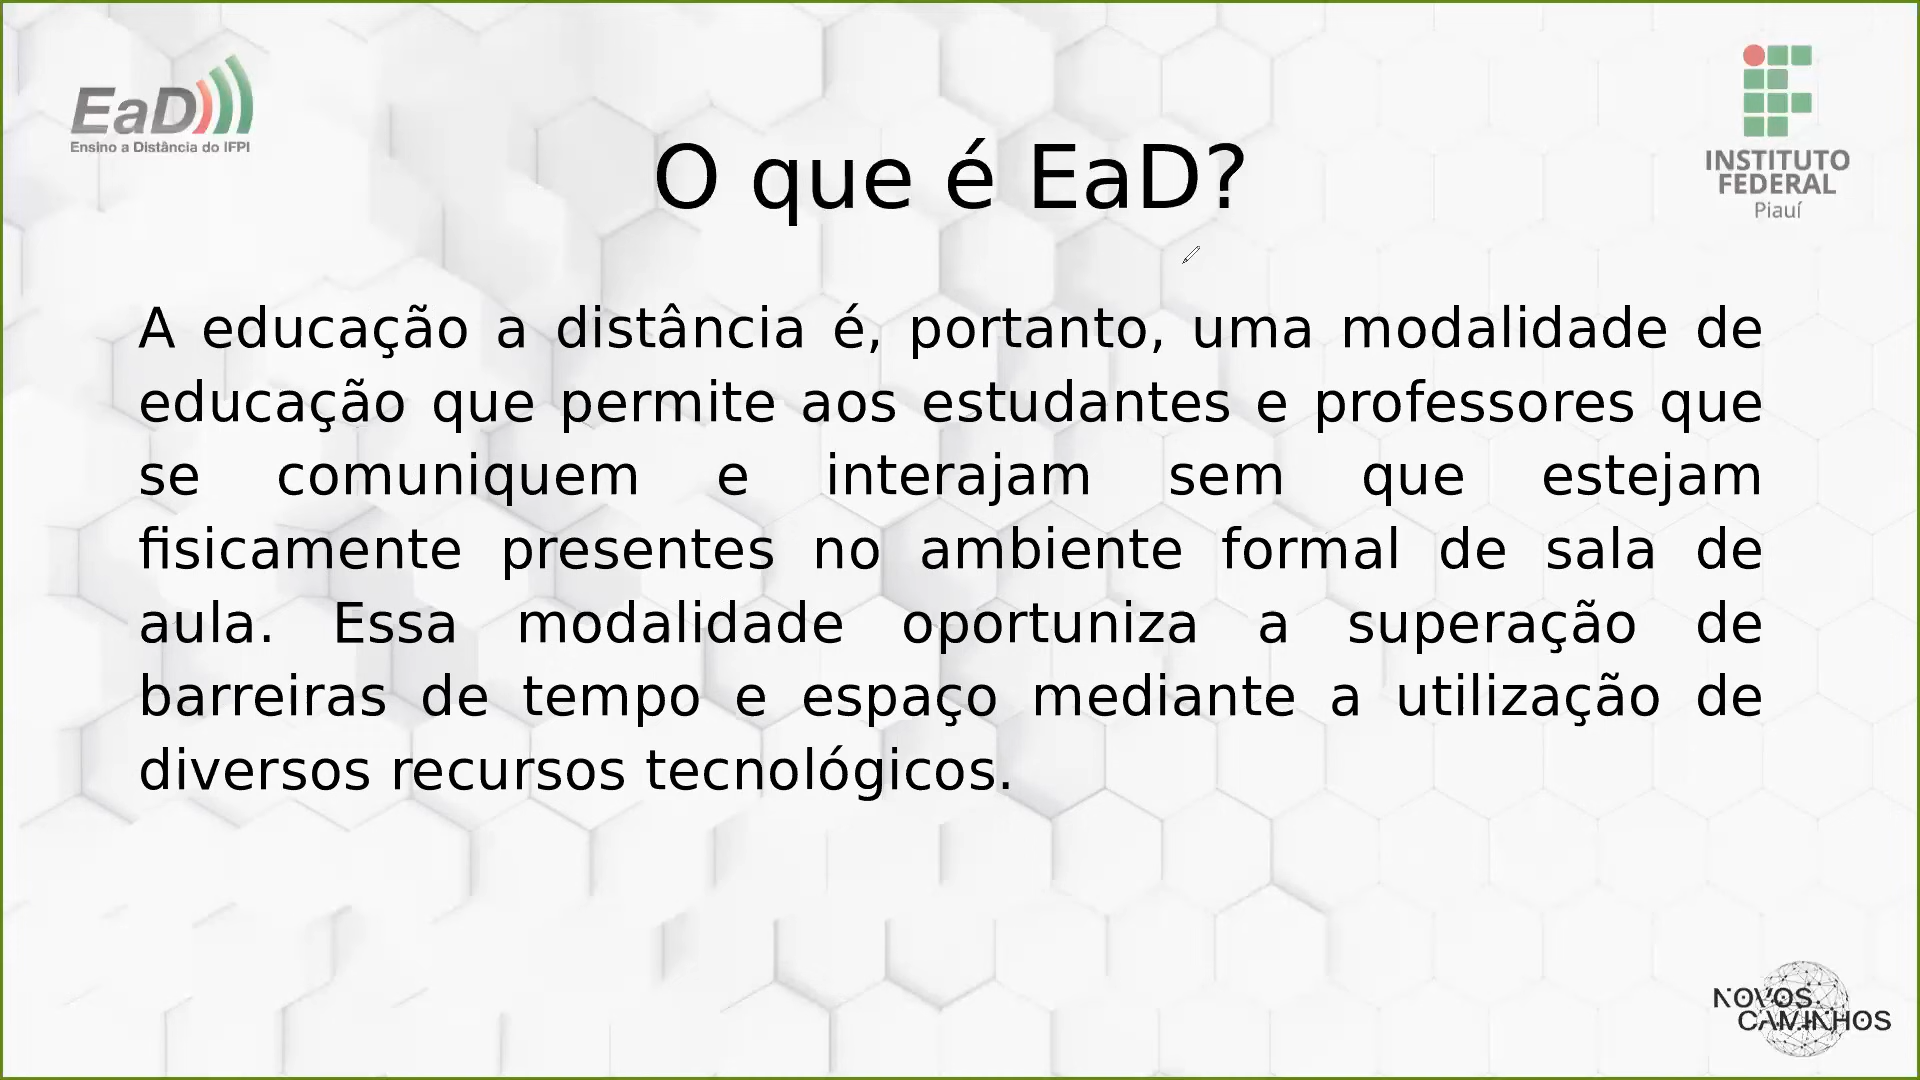 EaD
Ensino a Distância do IFPI
INSTITUTO
FEDERAL
Piauí
O que é EaD?
A educação a distância é, portanto, uma modalidade de
educação que permite aos estudantes e professores que
se comuniquem e interajam sem que estejam
fisicamente presentes no ambiente formal de sala de
aula. Essa modalidade oportuniza a superação de
barreiras de tempo e espaço mediante a utilização de
diversos recursos tecnológicos.
NOVOS
CAMINHOS